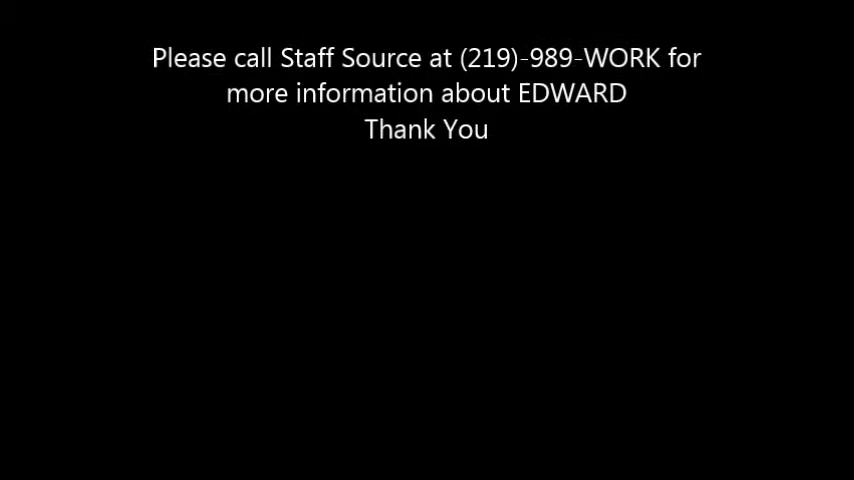 Please call Staff Source at (219)-989-WORK for
more information about EDWARD
Thank You